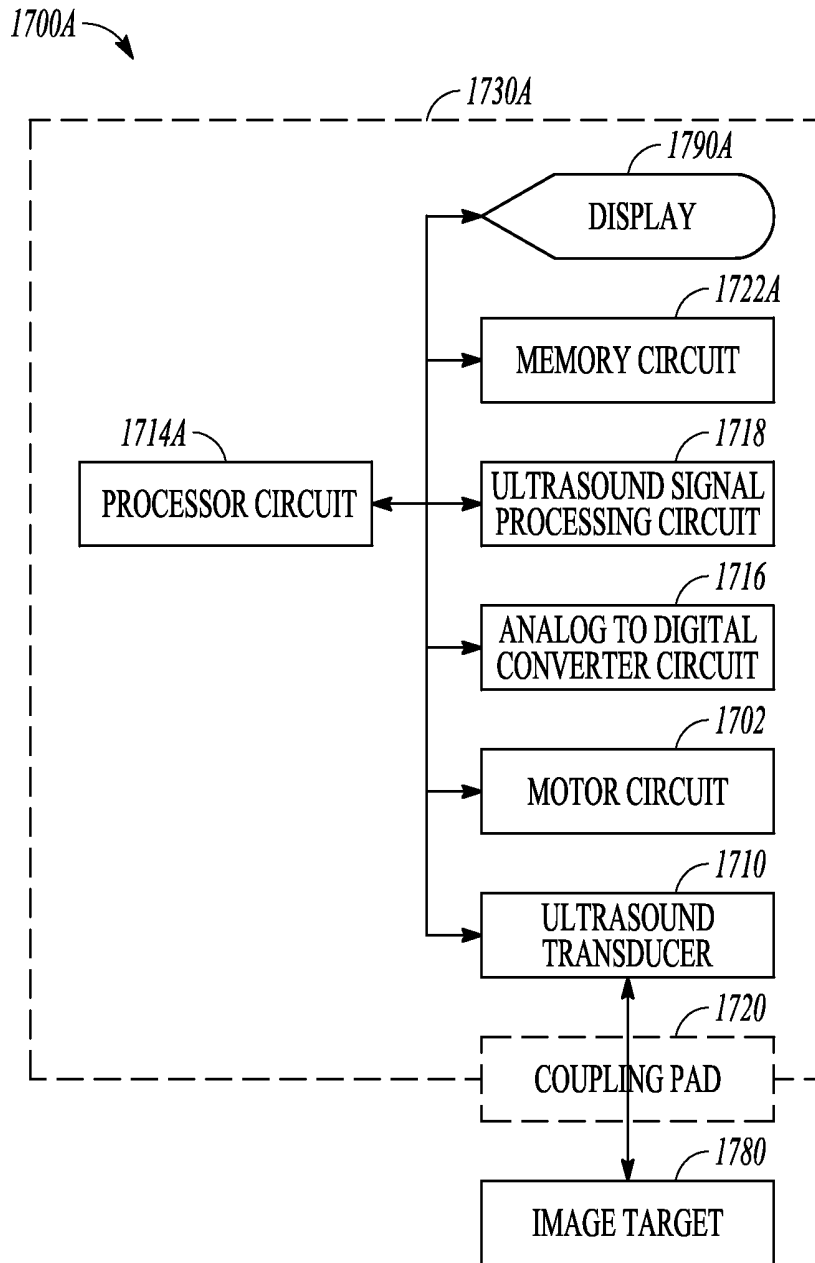 1700A
1730A
1790A
DISPLAY
1722A
MEMORY CIRCUIT
1714A
PROCESSOR CIRCUIT
1718
ULTRASOUND SIGNAL
PROCESSING CIRCUIT
1716
ANALOG TO DIGITAL
CONVERTER CIRCUIT
1702
MOTOR CIRCUIT
1710
ULTRASOUND
TRANSDUCER
1720
COUPLING PAD
1780
IMAGE TARGET